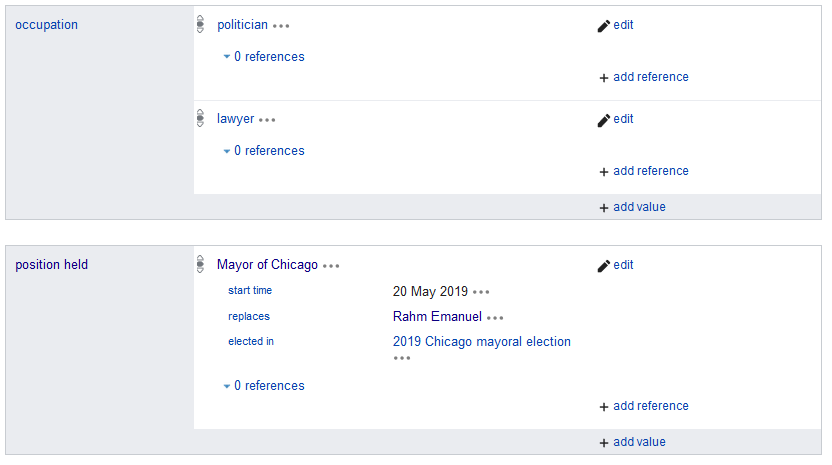 occupation
politician
edit
0 references
+ add reference
lawyer
edit
0 references
+ add reference
+ add value
position held
Mayor of Chicago
edit
start time
20 May 2019
replaces
Rahm Emanuel
elected in
2019 Chicago mayoral election
0 references
+ add reference
+ add value